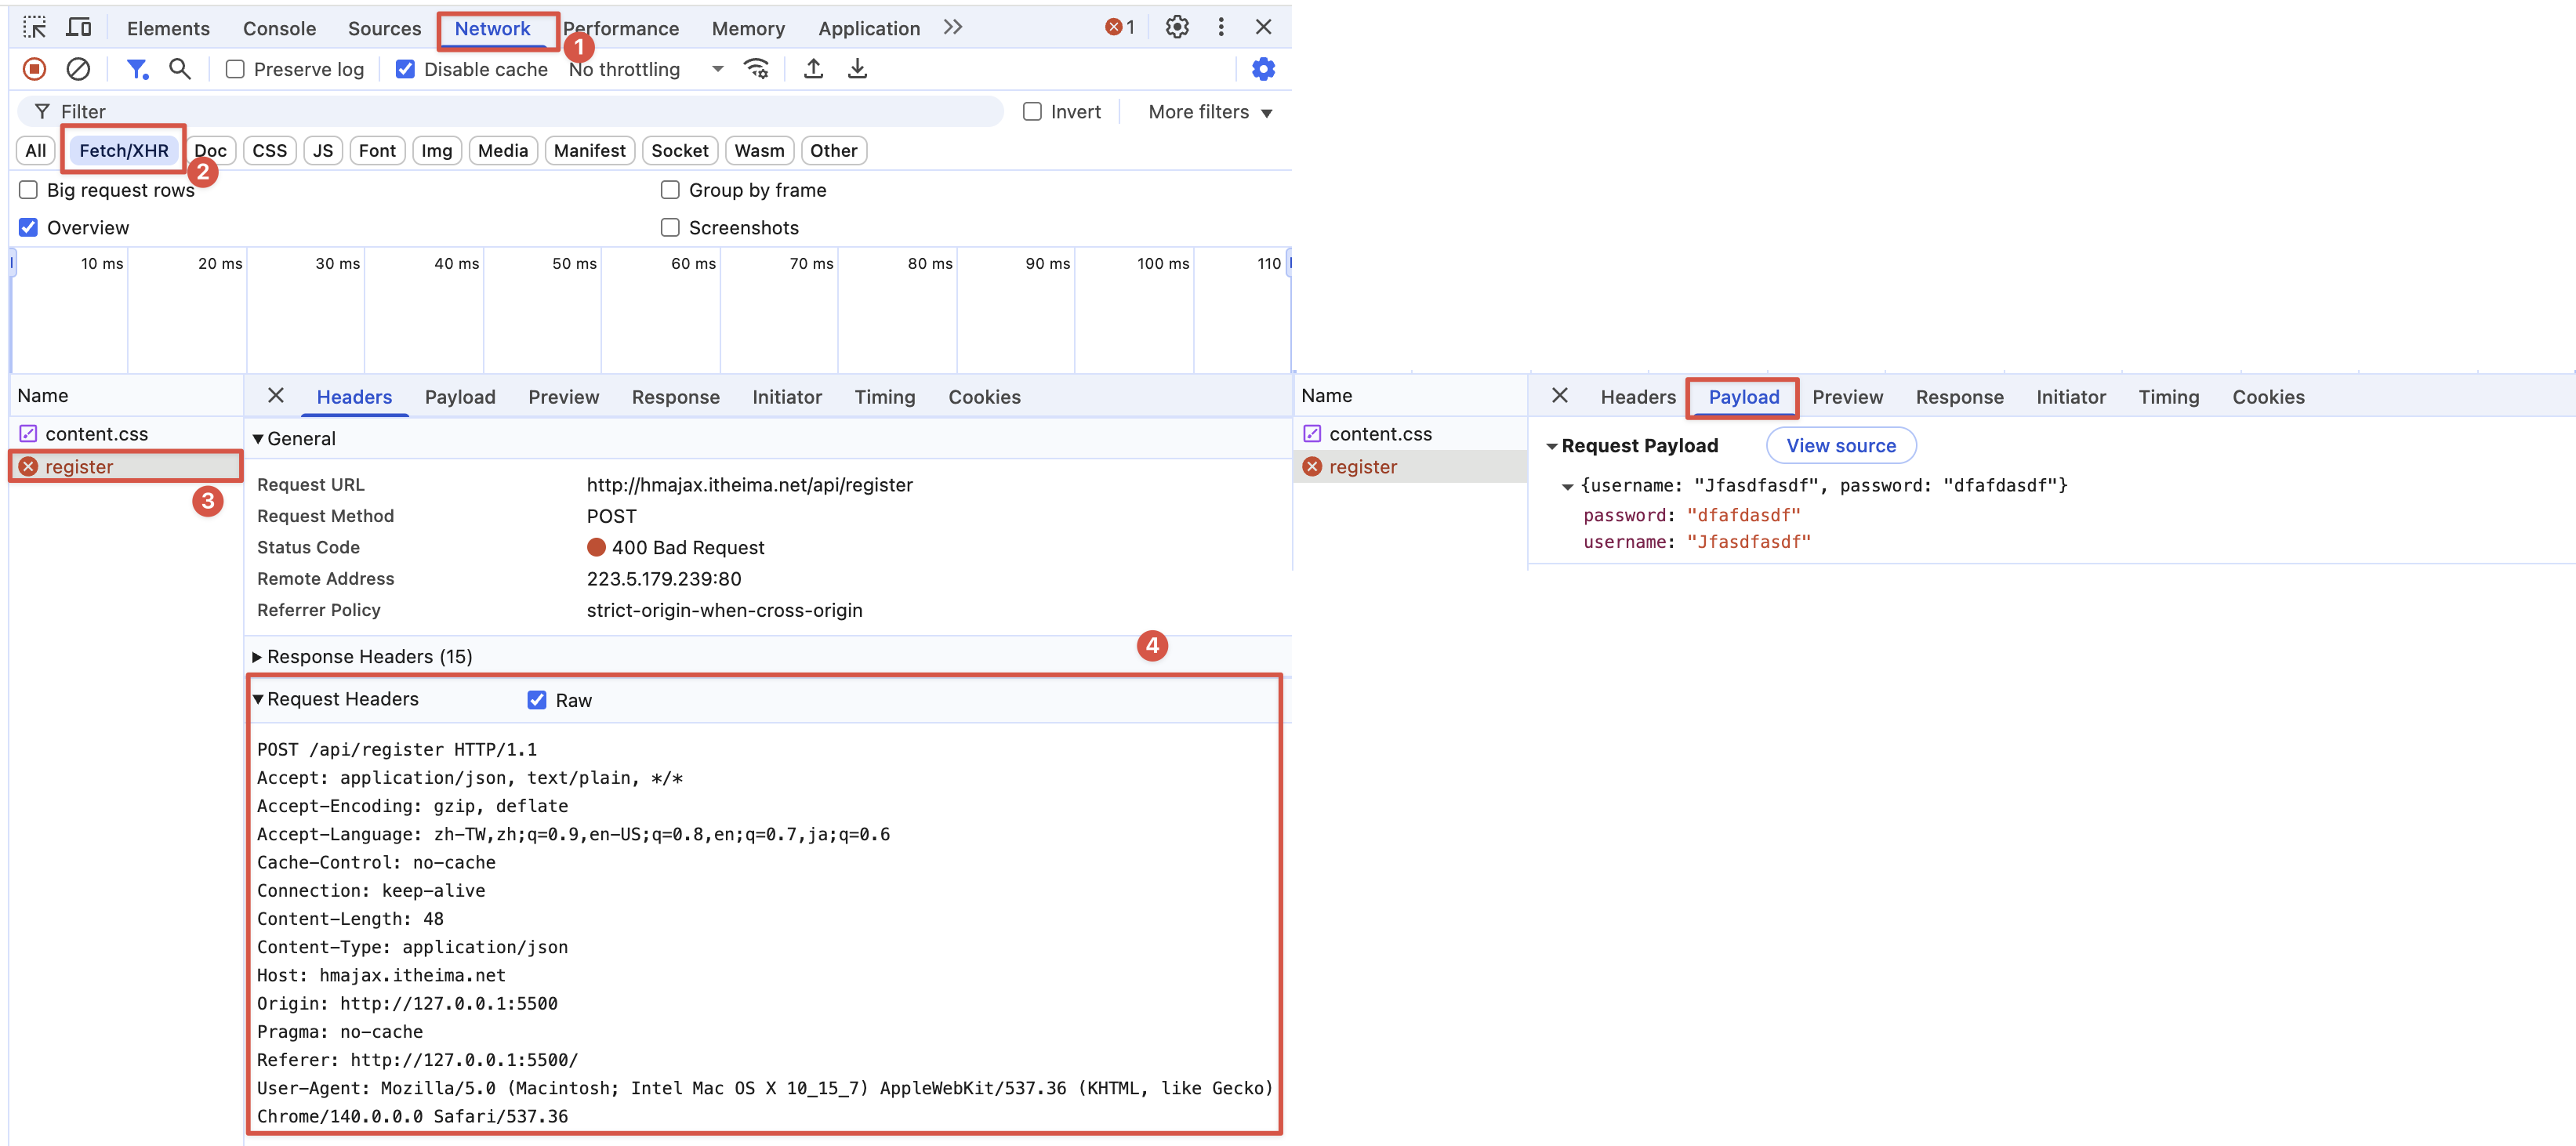 Elements Console Sources Network Performance Memory Application 1
1
Preserve log Disable cache No throttling
Filter Invert More filters
All Fetch/XHR Doc CSS JS Font Img Media Manifest Socket Wasm Other
2
Big request rows Group by frame
Overview Screenshots
10 ms 20 ms 30 ms 40 ms 50 ms 60 ms 70 ms 80 ms 90 ms 100 ms 110
Name
content.css
register
3
Headers Payload Preview Response Initiator Timing Cookies
General
Request URL http://hmajax.itheima.net/api/register
Request Method POST
Status Code 400 Bad Request
Remote Address 223.5.179.239:80
Referrer Policy strict-origin-when-cross-origin
4
Response Headers (15)
Request Headers Raw
POST /api/register HTTP/1.1
Accept: application/json, text/plain, */*
Accept-Encoding: gzip, deflate
Accept-Language: zh-TW,zh;q=0.9,en-US;q=0.8,en;q=0.7,ja;q=0.6
Cache-Control: no-cache
Connection: keep-alive
Content-Length: 48
Content-Type: application/json
Host: hmajax.itheima.net
Origin: http://127.0.0.1:5500
Pragma: no-cache
Referer: http://127.0.0.1:5500/
User-Agent: Mozilla/5.0 (Macintosh; Intel Mac OS X 10_15_7) AppleWebKit/537.36 (KHTML, like Gecko)
Chrome/140.0.0.0 Safari/537.36
Name
content.css
register
Headers Payload Preview Response Initiator Timing Cookies
Request Payload View source
{username: "Jfasdfasdf", password: "dfafdasdf"}
password: "dfafdasdf"
username: "Jfasdfasdf"